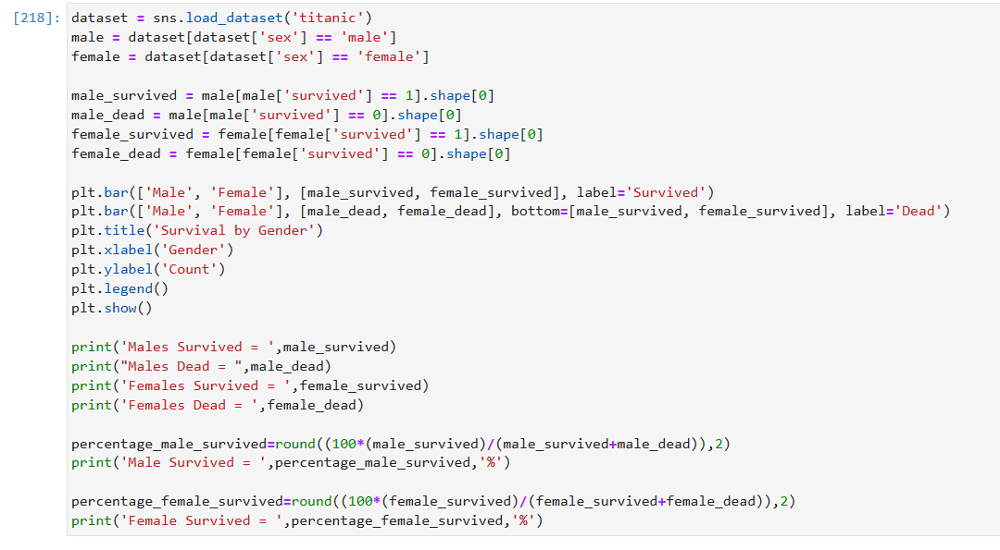 [218]: dataset = sns.load_dataset('titanic')
male = dataset[dataset['sex'] == 'male']
female = dataset[dataset['sex'] == 'female']
male_survived = male[male['survived'] == 1].shape[0]
male_dead = male[male['survived'] == 0].shape[0]
female_survived = female[female['survived'] == 1].shape[0]
female_dead = female[female['survived'] == 0].shape[0]
plt.bar(['Male', 'Female'], [male_survived, female_survived], label='Survived')
plt.bar(['Male', 'Female'], [male_dead, female_dead], bottom=[male_survived, female_survived], label='Dead')
plt.title('Survival by Gender')
plt.xlabel('Gender')
plt.ylabel('Count')
plt.legend()
plt.show()
print('Males Survived = ',male_survived)
print("Males Dead = ",male_dead)
print('Females Survived = ',female_survived)
print('Females Dead = ',female_dead)
percentage_male_survived=round((100*(male_survived)/(male_survived+male_dead)),2)
print('Male Survived = ',percentage_male_survived,'%')
percentage_female_survived=round((100*(female_survived)/(female_survived+female_dead)),2)
print('Female Survived = ',percentage_female_survived,'%')